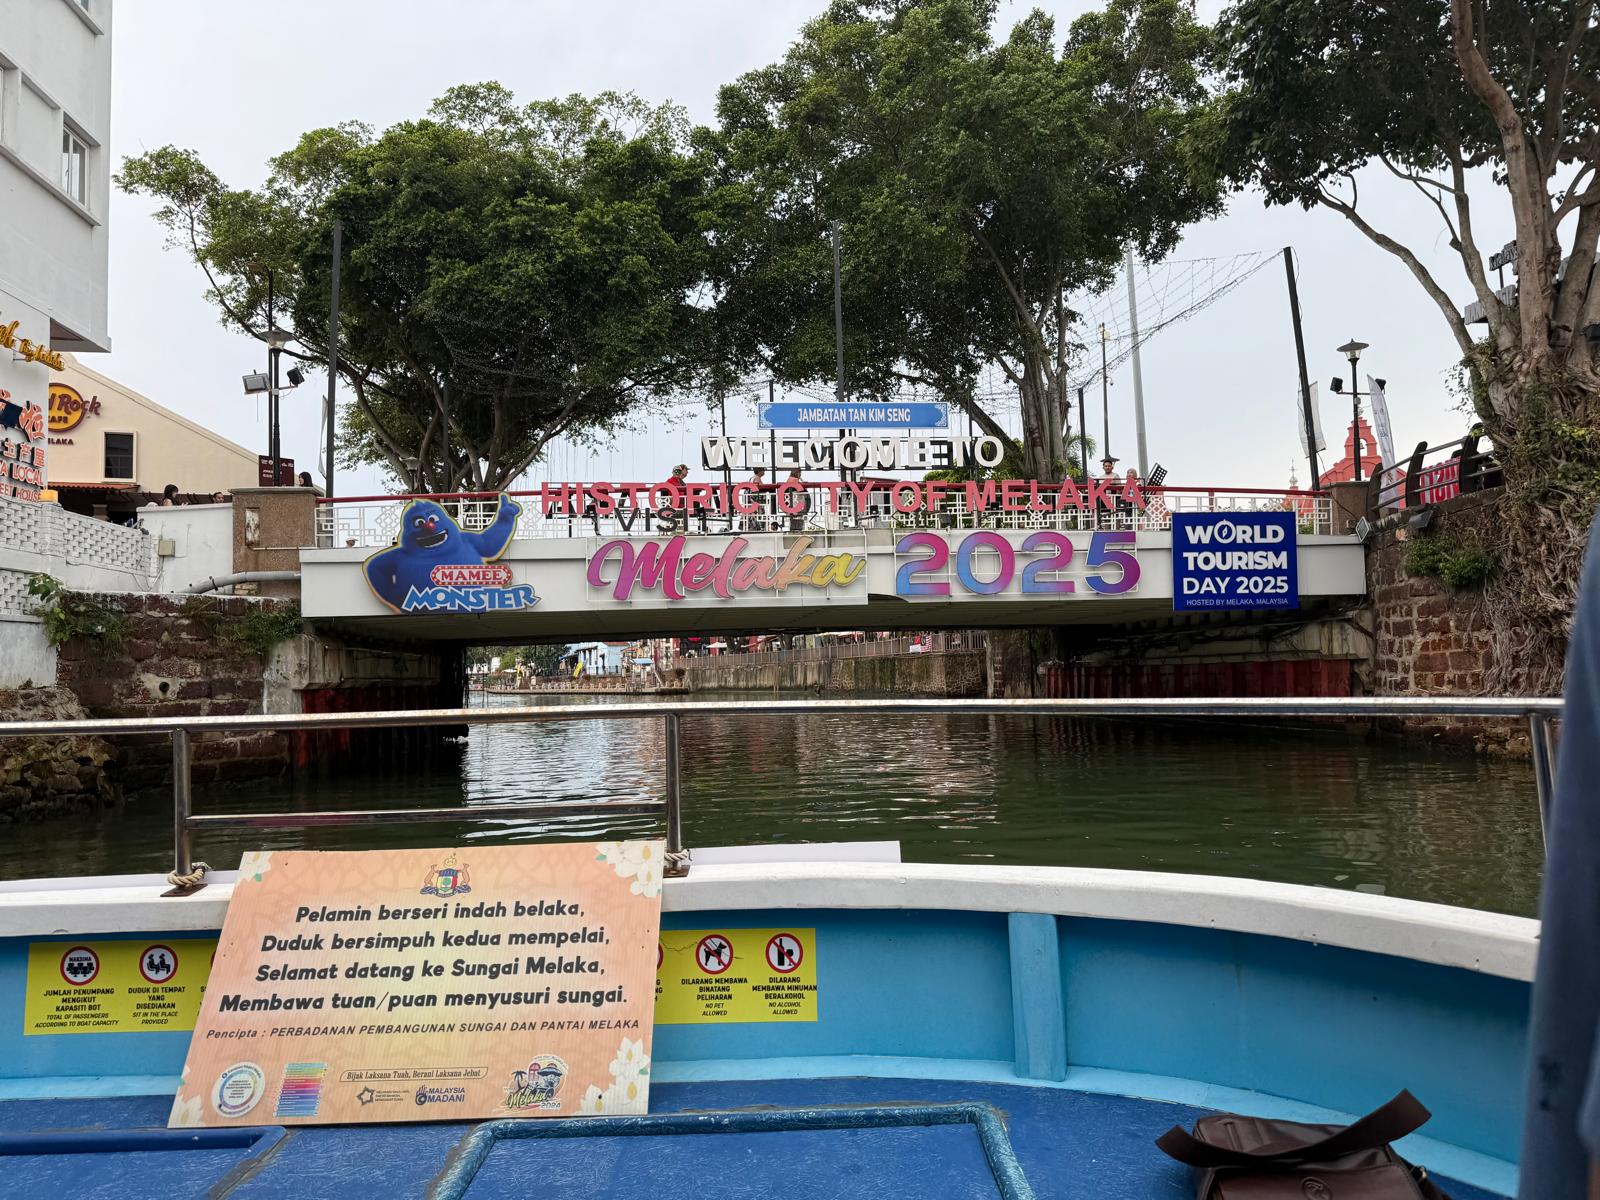 JAMBATAN TAN KIM SENG
WELCOME TO
HISTORIC CITY OF MELAKA
VISIT
Melaka 2025
MAMEE
MONSTER
WORLD
TOURISM
DAY 2025
HOSTED BY MELAKA, MALAYSIA
Rock
CAFE
LOCAL
Pelamin berseri indah belaka,
Duduk bersimpuh kedua mempelai,
Selamat datang ke Sungai Melaka,
Membawa tuan/puan menyusuri sungai.
Pencipta : PERBADANAN PEMBANGUNAN SUNGAI DAN PANTAI MELAKA
Bijak Laksana Tuah, Berani Laksana Jebat
MALAYSIA
MADANI
Melaka
2024
MAKSIMA
JUMLAH PENUMPANG
MENGIKUT
KAPASITI BOT
TOTAL OF PASSENGERS
ACCORDING TO BOAT CAPACITY
DUDUK DI TEMPAT
YANG
DISEDIAKAN
SIT IN THE PLACE
PROVIDED
DILARANG MEMBAWA
BINATANG
PELIHARAN
NO PET
ALLOWED
DILARANG
MEMBAWA MINUMAN
BERALKOHOL
NO ALCOHOL
ALLOWED